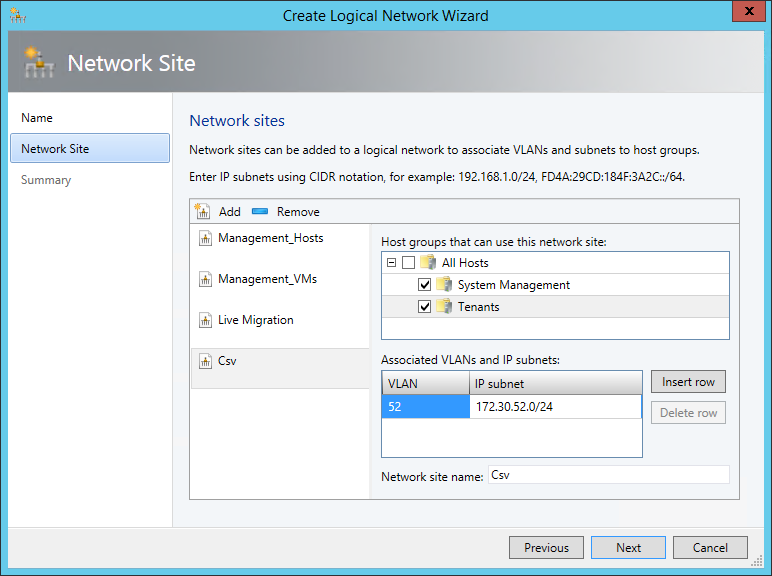 Create Logical Network Wizard
X
Network Site
Name
Network Site
Summary
Network sites
Network sites can be added to a logical network to associate VLANs and subnets to host groups.
Enter IP subnets using CIDR notation, for example: 192.168.1.0/24, FD4A:29CD:184F:3A2C::/64.
Add Remove
Management_Hosts
Management_VMs
Live Migration
Csv
Host groups that can use this network site:
All Hosts
System Management
Tenants
Associated VLANs and IP subnets:
VLAN IP subnet
52 172.30.52.0/24
Insert row
Delete row
Network site name: Csv
Previous Next Cancel